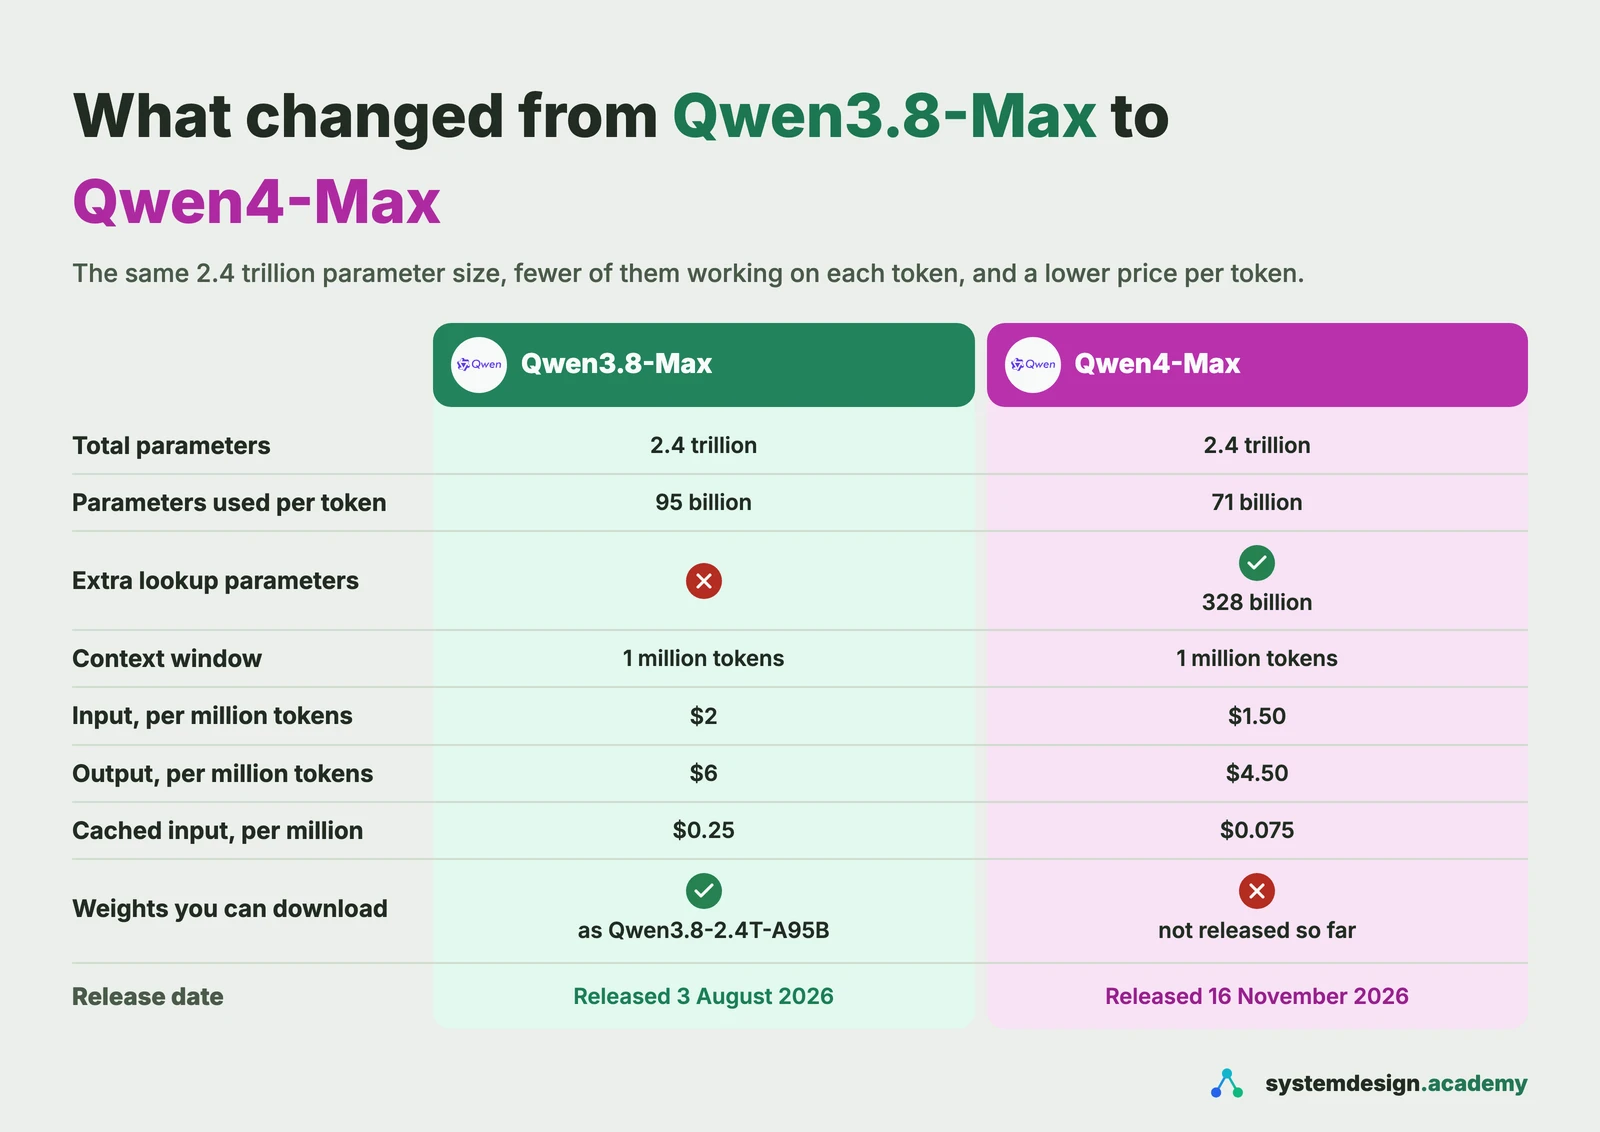 What changed from Qwen3.8-Max to
Qwen4-Max
The same 2.4 trillion parameter size, fewer of them working on each token, and a lower price per token.
Qwen Qwen3.8-Max
Qwen Qwen4-Max
Total parameters 2.4 trillion 2.4 trillion
Parameters used per token 95 billion 71 billion
Extra lookup parameters 328 billion
Context window 1 million tokens 1 million tokens
Input, per million tokens $2 $1.50
Output, per million tokens $6 $4.50
Cached input, per million $0.25 $0.075
Weights you can download as Qwen3.8-2.4T-A95B not released so far
Release date Released 3 August 2026 Released 16 November 2026
systemdesign.academy